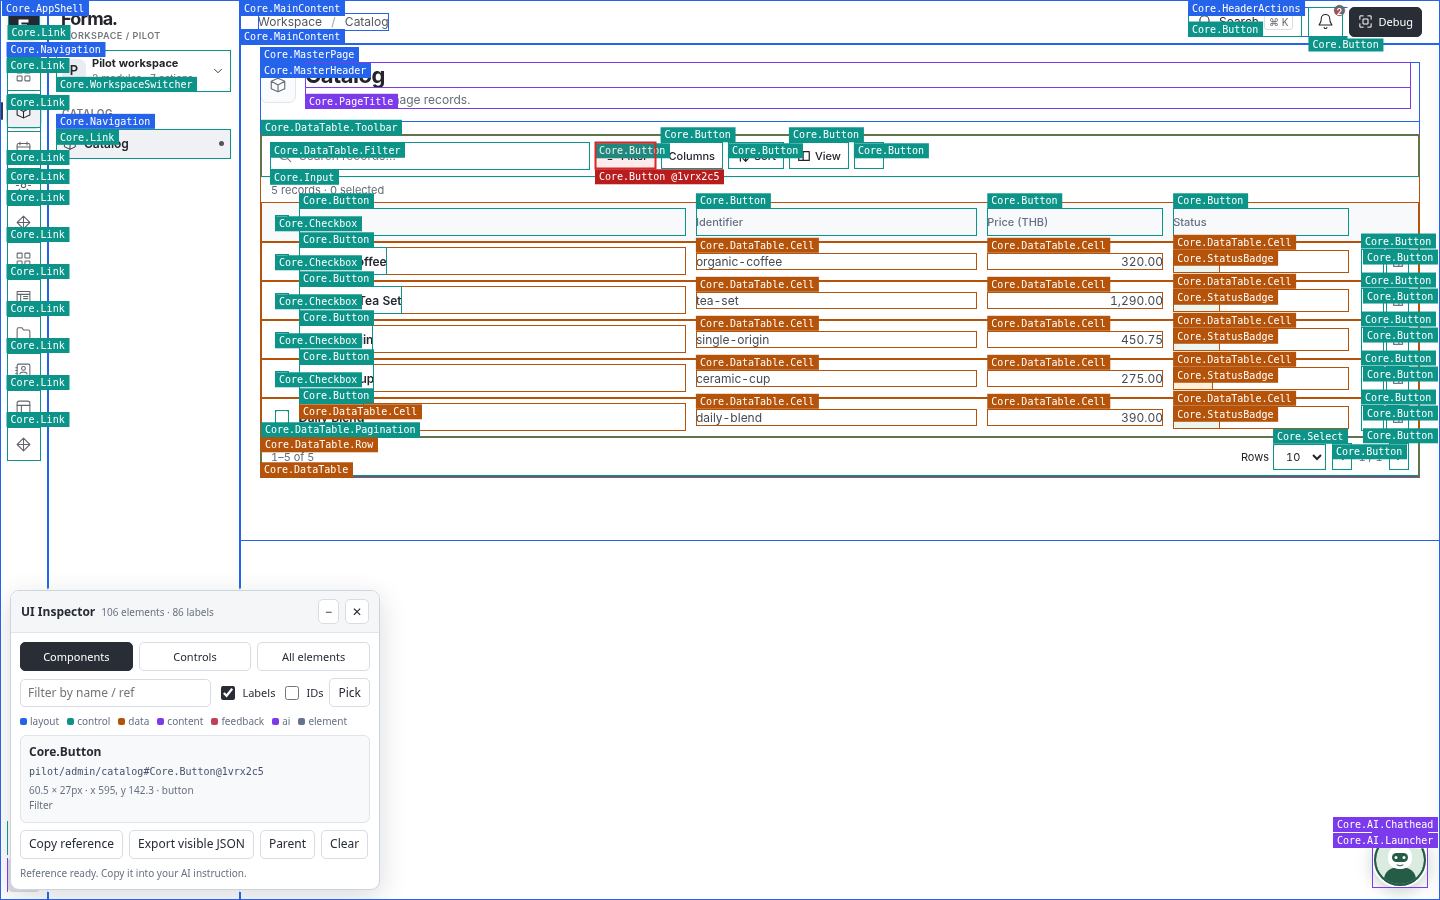 Core.AppShell
Forma.
Core.Link
WORKSPACE / PILOT
Core.Navigation
Core.Link
Pilot workspace
Core.WorkspaceSwitcher
Core.Link
CATALOG
Core.Navigation
Core.Link
Catalog
Core.Link
Core.Link
Core.Link
Core.Link
Core.Link
Core.Link
Core.Link
Core.Link
Core.Link
Core.MainContent
Workspace / Catalog
Core.MainContent
Core.HeaderActions
Search ⌘ K
Core.Button
2
Core.Button
Debug
Core.MasterPage
Core.MasterHeader
Catalog
Core.PageTitle
age records.
Core.DataTable.Toolbar
Core.Button
Core.Button
Core.DataTable.Filter
Core.Button
Columns
Core.Button
View
Core.Button
Core.Input
Core.Button @1vrx2c5
5 records · 0 selected
Core.Button
Core.Button
Core.Button
Core.Button
Core.Checkbox
Identifier
Price (THB)
Status
Core.Button
Core.DataTable.Cell
Core.DataTable.Cell
Core.DataTable.Cell
Core.Button
Core.Checkbox
offee
organic-coffee
320.00
Core.StatusBadge
Core.Button
Core.Button
Core.DataTable.Cell
Core.DataTable.Cell
Core.DataTable.Cell
Core.Button
Core.Checkbox
Tea Set
tea-set
1,290.00
Core.StatusBadge
Core.Button
Core.Button
Core.DataTable.Cell
Core.DataTable.Cell
Core.DataTable.Cell
Core.Button
Core.Checkbox
in
single-origin
450.75
Core.StatusBadge
Core.Button
Core.Button
Core.DataTable.Cell
Core.DataTable.Cell
Core.DataTable.Cell
Core.Button
Core.Checkbox
up
ceramic-cup
275.00
Core.StatusBadge
Core.Button
Core.Button
Core.DataTable.Cell
Core.DataTable.Cell
Core.DataTable.Cell
Core.Button
Core.DataTable.Cell
daily-blend
390.00
Core.StatusBadge
Core.Button
Core.DataTable.Pagination
Core.Select
Core.Button
Core.DataTable.Row
1–5 of 5
Rows
10
Core.Button
Core.DataTable
UI Inspector 106 elements · 86 labels
− ✕
Components Controls All elements
Filter by name / ref Labels IDs Pick
layout control data content feedback ai element
Core.Button
pilot/admin/catalog#Core.Button@1vrx2c5
60.5 × 27px · x 595, y 142.3 · button
Filter
Copy reference Export visible JSON Parent Clear
Reference ready. Copy it into your AI instruction.
Core.AI.Chathead
Core.AI.Launcher